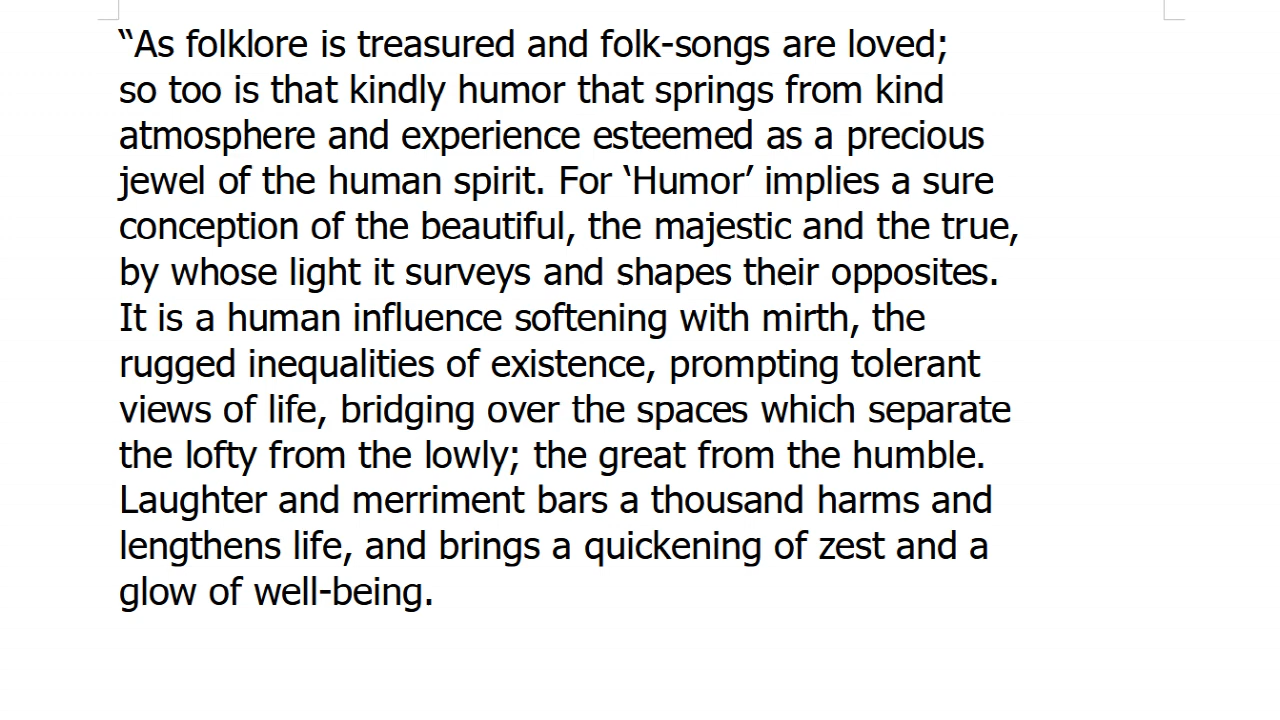 “As folklore is treasured and folk-songs are loved;
so too is that kindly humor that springs from kind
atmosphere and experience esteemed as a precious
jewel of the human spirit. For ‘Humor’ implies a sure
conception of the beautiful, the majestic and the true,
by whose light it surveys and shapes their opposites.
It is a human influence softening with mirth, the
rugged inequalities of existence, prompting tolerant
views of life, bridging over the spaces which separate
the lofty from the lowly; the great from the humble.
Laughter and merriment bars a thousand harms and
lengthens life, and brings a quickening of zest and a
glow of well-being.